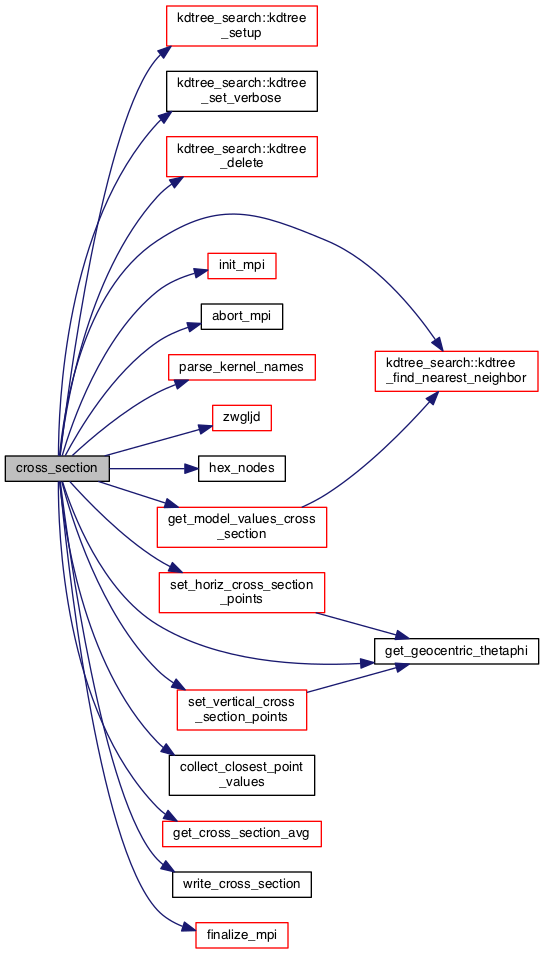 kdtree_search::kdtree
_setup
kdtree_search::kdtree
_set_verbose
kdtree_search::kdtree
_delete
init_mpi
abort_mpi
kdtree_search::kdtree
_find_nearest_neighbor
parse_kernel_names
zwgljd
cross_section
hex_nodes
get_model_values_cross
_section
set_horiz_cross_section
_points
get_geocentric_thetaphi
set_vertical_cross
_section_points
collect_closest_point
_values
get_cross_section_avg
write_cross_section
finalize_mpi